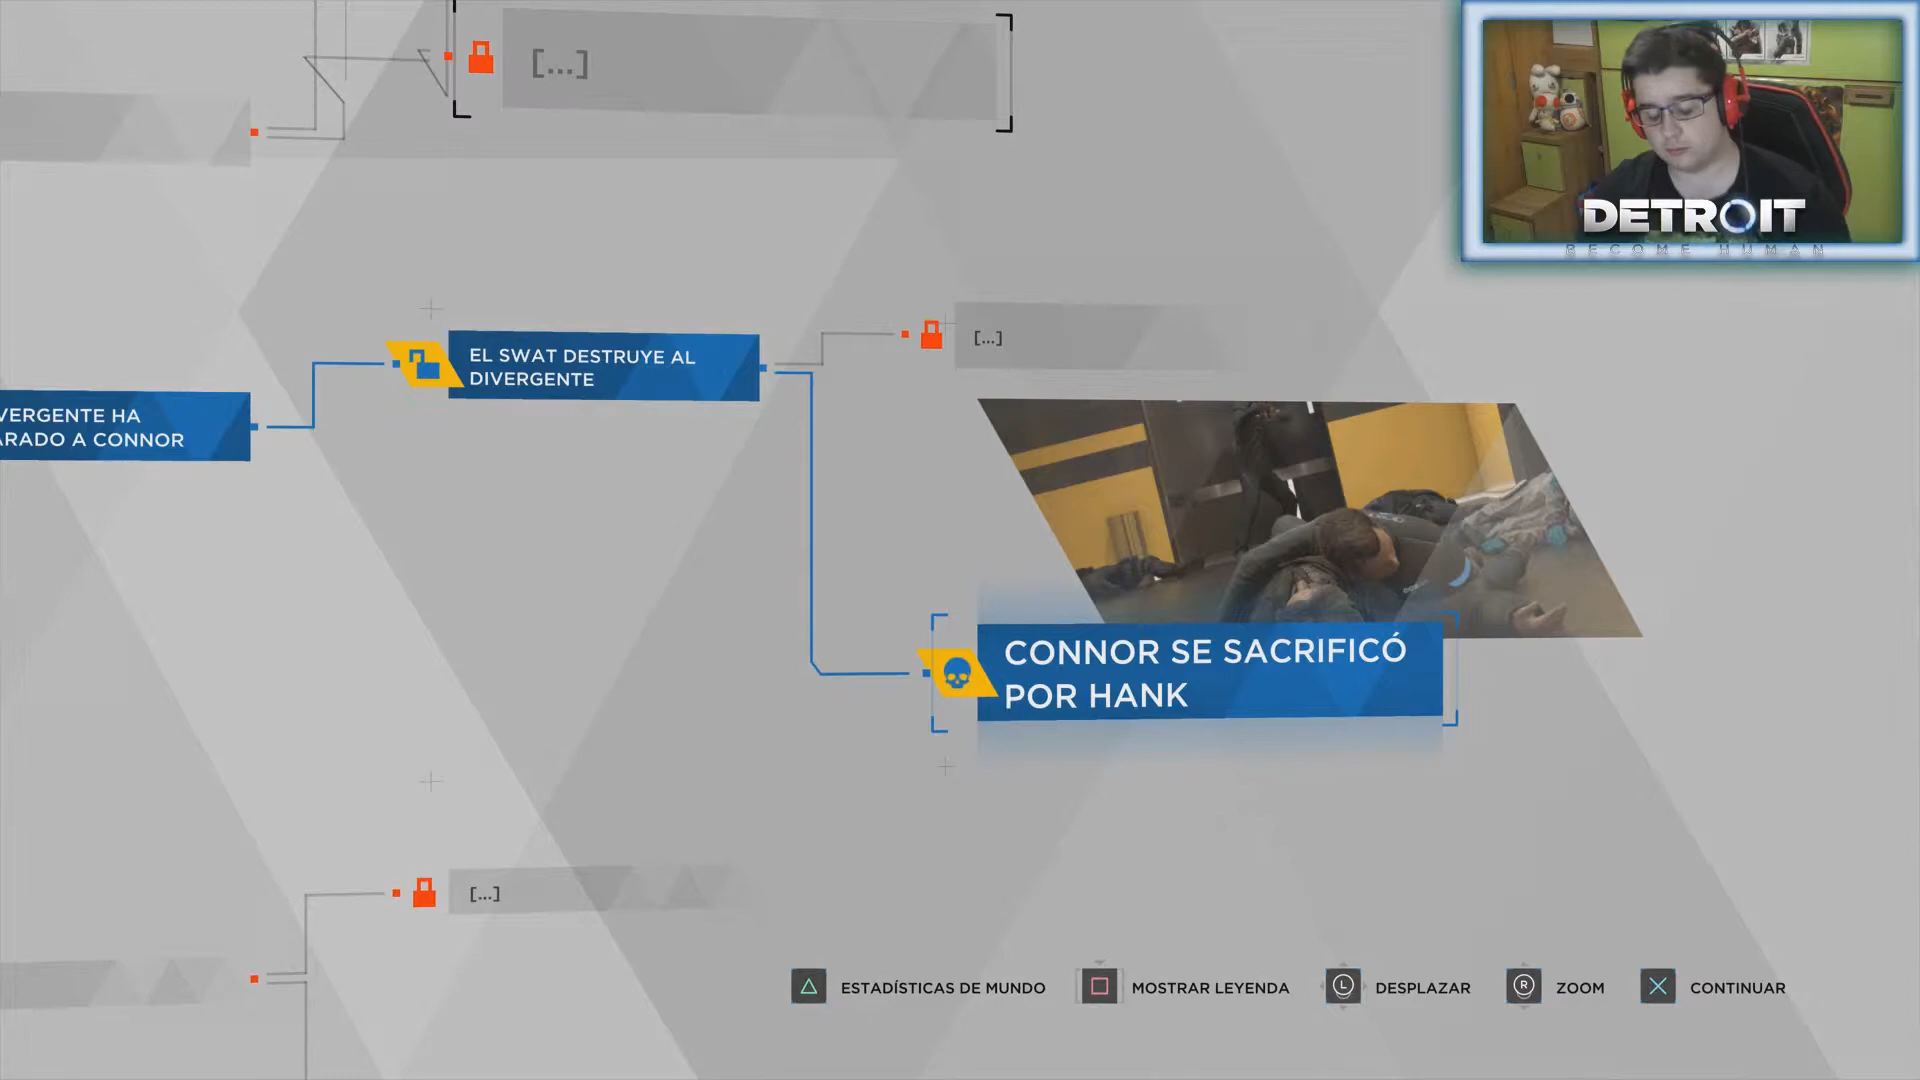 [...]
DETROIT
BECOME HUMAN
EL SWAT DESTRUYE AL
DIVERGENTE
[...]
VERGENTE HA
ARADO A CONNOR
CONNOR SE SACRIFICÓ
POR HANK
[...]
ESTADÍSTICAS DE MUNDO
MOSTRAR LEYENDA
L
DESPLAZAR
R
ZOOM
CONTINUAR